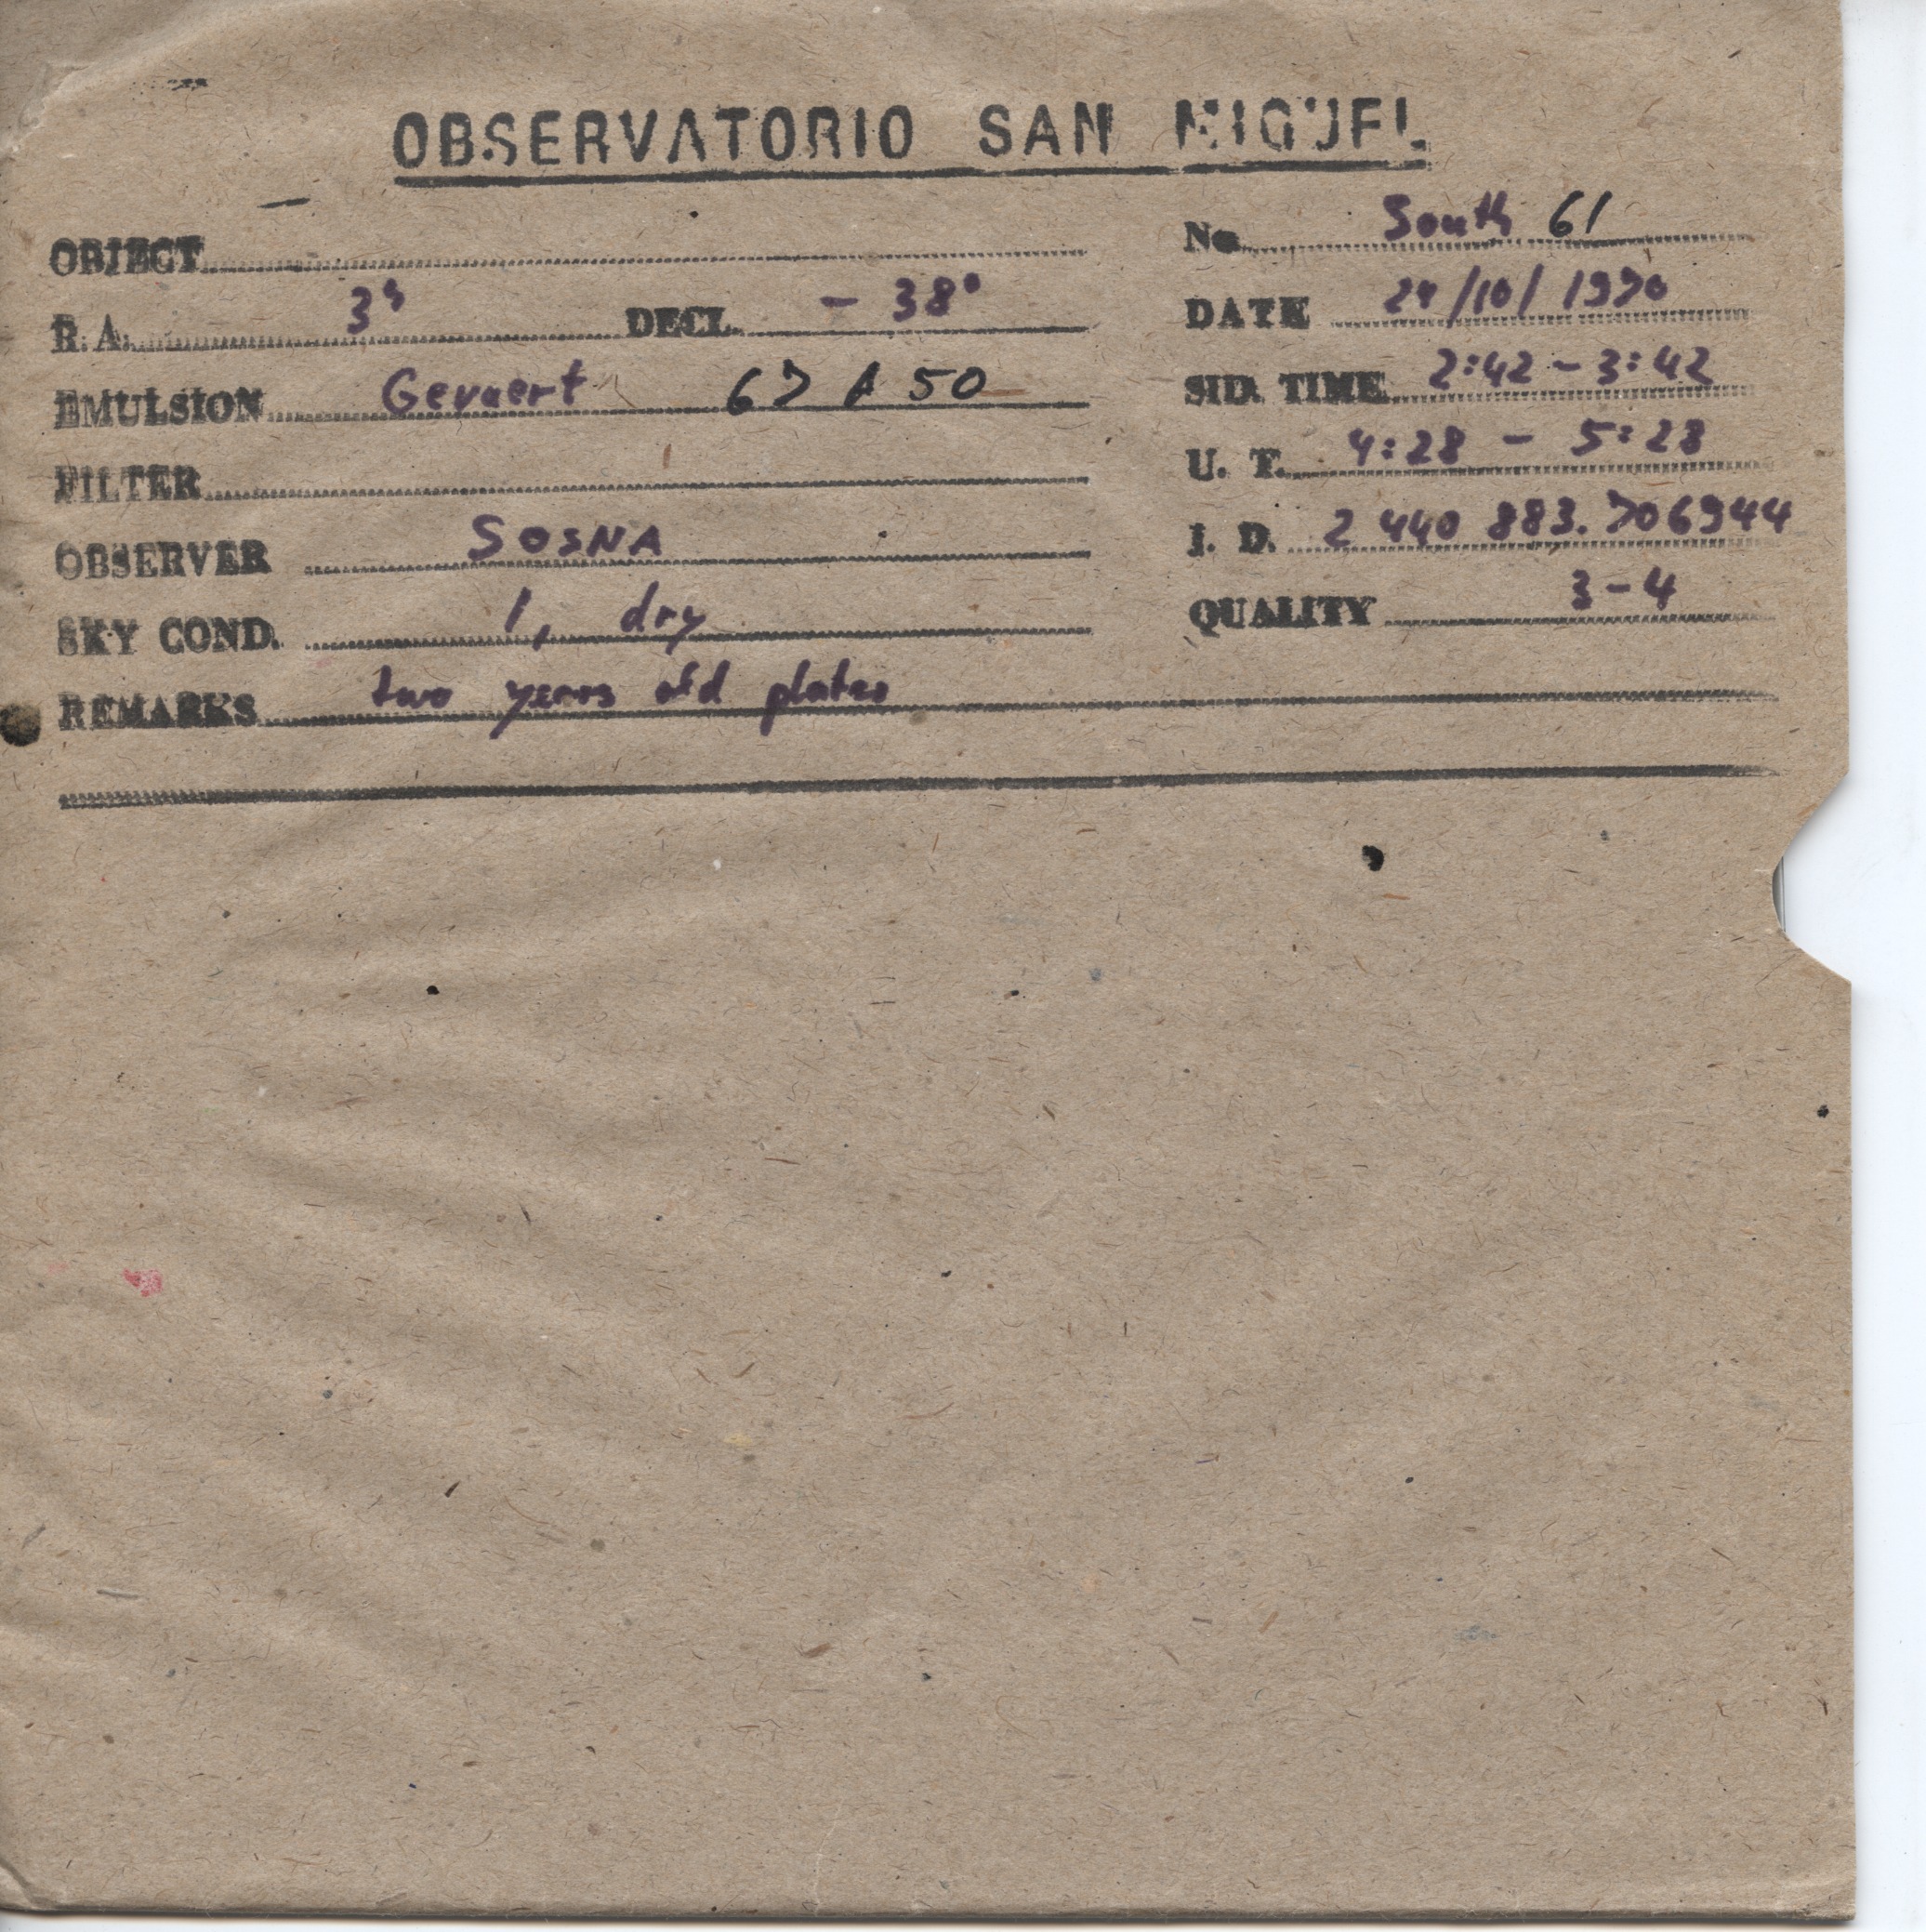 OBSERVATORIO SAN MIGUEL
OBJECT No South 61
R.A. 3h DECL. - 38° DATE 24/10/1970
EMULSION Gevaert 67 A 50 SID. TIME 2:42 - 3:42
FILTER U. T. 4:28 - 5:28
OBSERVER SOSNA J. D. 2 440 883.706944
SKY COND. 1, dry QUALITY 3-4
REMARKS two years old plates